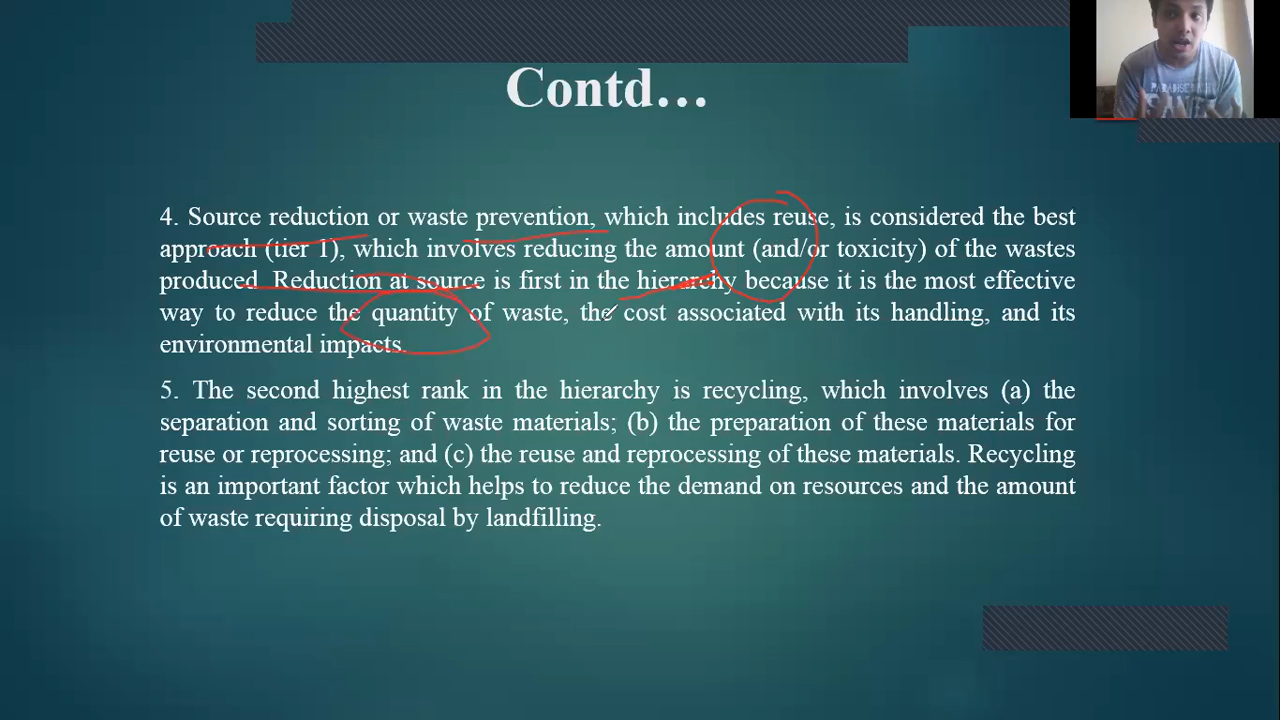 Contd...
4. Source reduction or waste prevention, which includes reuse, is considered the best
approach (tier 1), which involves reducing the amount (and/or toxicity) of the wastes
produced. Reduction at source is first in the hierarchy because it is the most effective
way to reduce the quantity of waste, the cost associated with its handling, and its
environmental impacts.
5. The second highest rank in the hierarchy is recycling, which involves (a) the
separation and sorting of waste materials; (b) the preparation of these materials for
reuse or reprocessing; and (c) the reuse and reprocessing of these materials. Recycling
is an important factor which helps to reduce the demand on resources and the amount
of waste requiring disposal by landfilling.